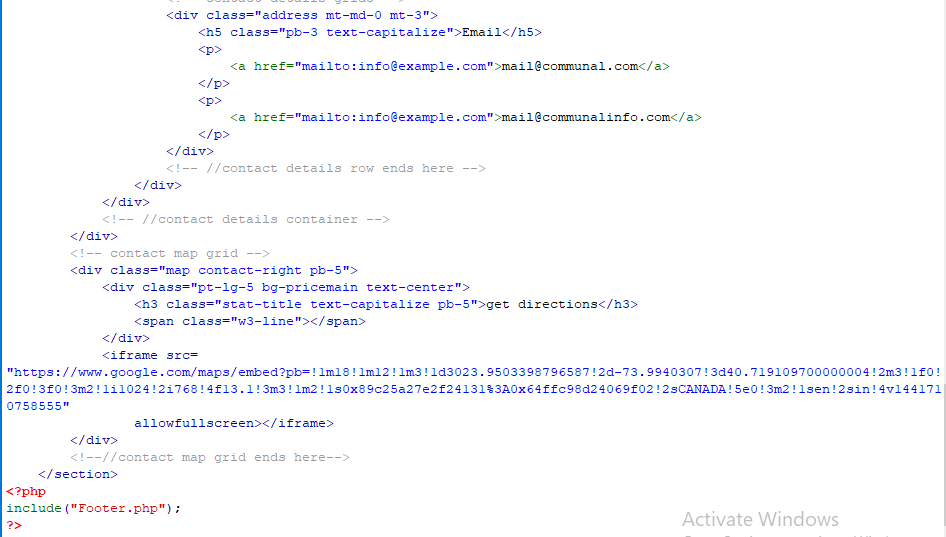 <!-- contact details grids -->
<div class="address mt-md-0 mt-3">
<h5 class="pb-3 text-capitalize">Email</h5>
<p>
<a href="mailto:info@example.com">mail@communal.com</a>
</p>
<p>
<a href="mailto:info@example.com">mail@communalinfo.com</a>
</p>
</div>
<!-- //contact details row ends here -->
</div>
</div>
<!-- //contact details container -->
</div>
<!-- contact map grid -->
<div class="map contact-right pb-5">
<div class="pt-lg-5 bg-pricemain text-center">
<h3 class="stat-title text-capitalize pb-5">get directions</h3>
<span class="w3-line"></span>
</div>
<iframe src=
"https://www.google.com/maps/embed?pb=!1m18!1m12!1m3!1d3023.9503398796587!2d-73.9940307!3d40.719109700000004!2m3!1f0!
2f0!3f0!3m2!1i1024!2i768!4f13.1!3m3!1m2!1s0x89c25a27e2f24131%3A0x64ffc98d24069f02!2sCANADA!5e0!3m2!1sen!2sin!4v144171
0758555"
allowfullscreen></iframe>
</div>
<!--//contact map grid ends here-->
</section>
<?php
include("Footer.php");
?>
Activate Windows